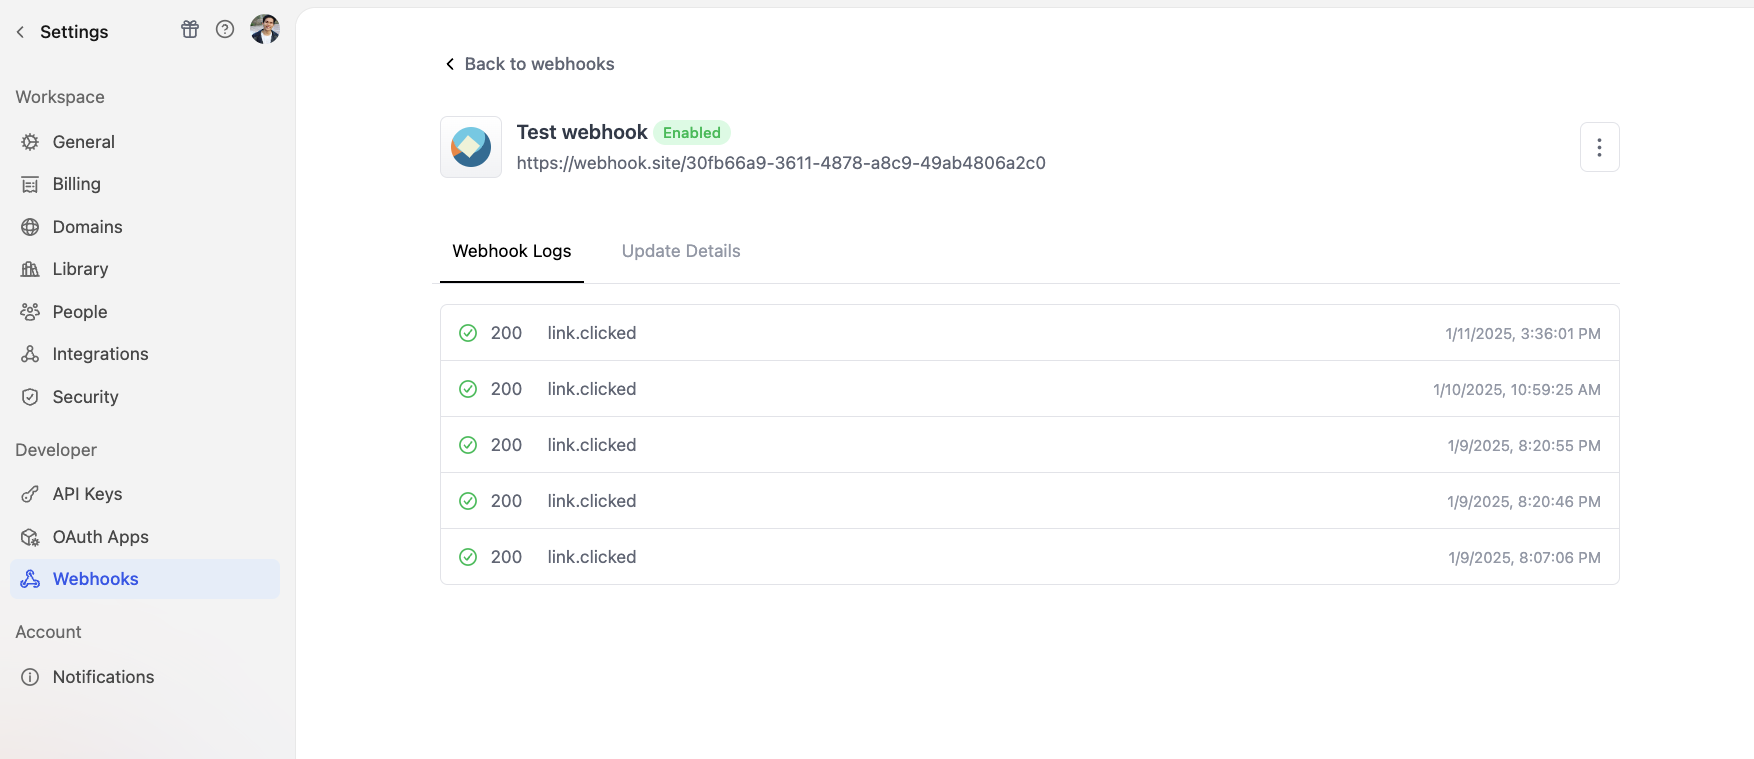 Settings
Workspace
General
Billing
Domains
Library
People
Integrations
Security
Developer
API Keys
OAuth Apps
Webhooks
Account
Notifications
Back to webhooks
Test webhook Enabled
https://webhook.site/30fb66a9-3611-4878-a8c9-49ab4806a2c0
Webhook Logs Update Details
200 link.clicked 1/11/2025, 3:36:01 PM
200 link.clicked 1/10/2025, 10:59:25 AM
200 link.clicked 1/9/2025, 8:20:55 PM
200 link.clicked 1/9/2025, 8:20:46 PM
200 link.clicked 1/9/2025, 8:07:06 PM